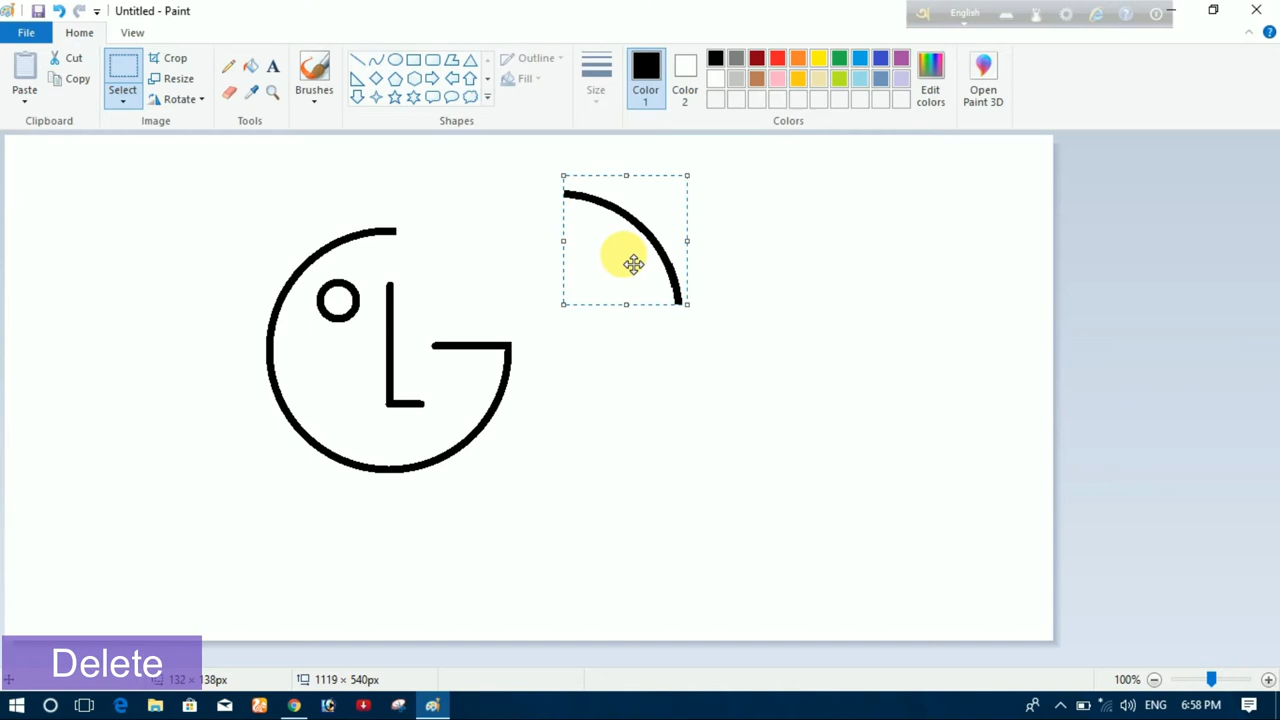 Untitled - Paint
অ English
File Home View
Paste
Cut
Copy
Clipboard
Select
Crop
Resize
Rotate
Image
A
Tools
Brushes
Shapes
Outline
Fill
Size
Color 1
Color 2
Edit colors
Colors
Open Paint 3D
Delete
132 × 138px
1119 × 540px
100%
ENG 6:58 PM